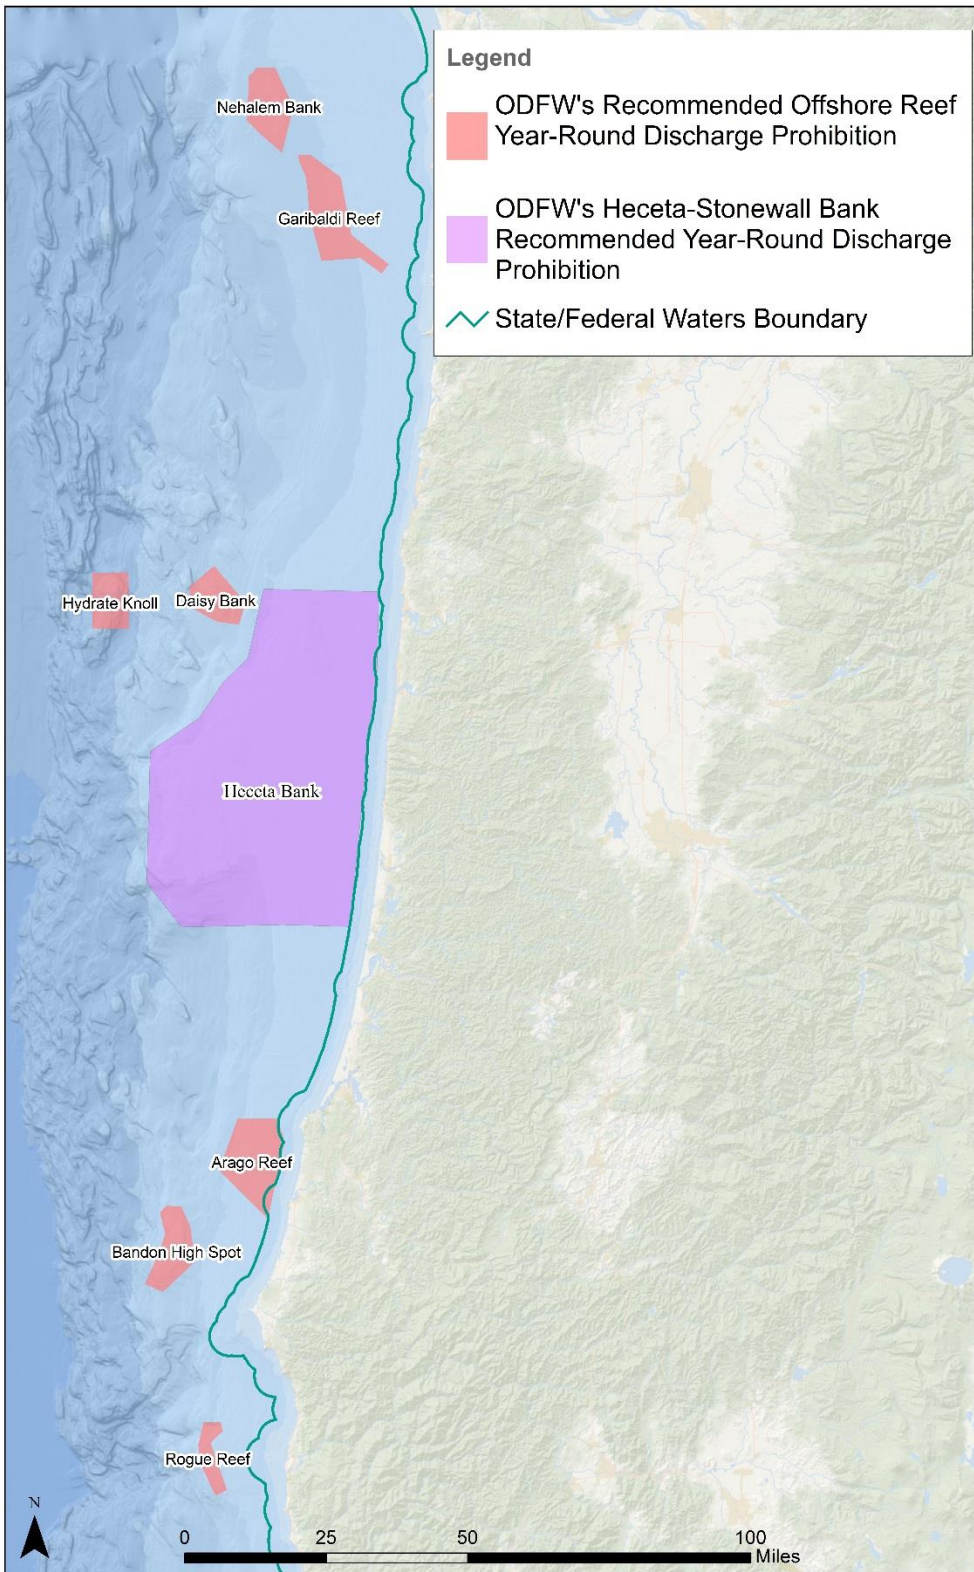 Legend
ODFW's Recommended Offshore Reef
Year-Round Discharge Prohibition
ODFW's Heceta-Stonewall Bank
Recommended Year-Round Discharge
Prohibition
State/Federal Waters Boundary
Nehalem Bank
Garibaldi Reef
Hydrate Knoll
Daisy Bank
Heceta Bank
Arago Reef
Bandon High Spot
Rogue Reef
N
0 25 50 100
Miles